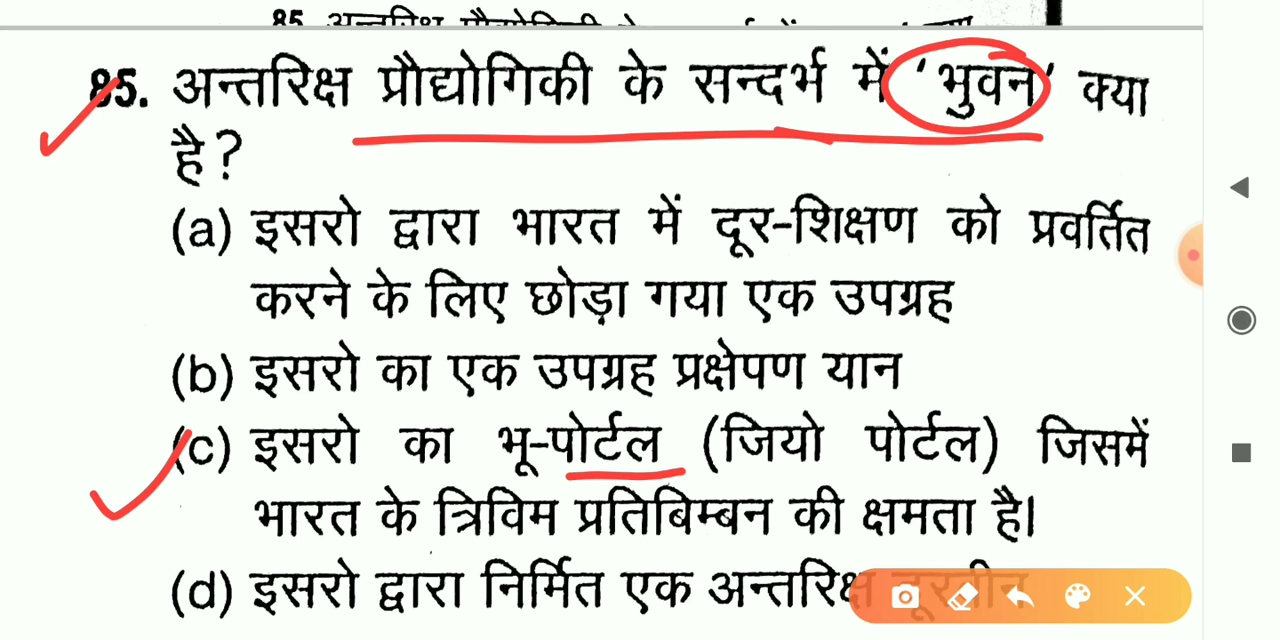 85. अन्तरिक्ष प्रौद्योगिकी के सन्दर्भ में 'भुवन' क्या
है?
(a) इसरो द्वारा भारत में दूर-शिक्षण को प्रवर्तित
करने के लिए छोड़ा गया एक उपग्रह
(b) इसरो का एक उपग्रह प्रक्षेपण यान
(c) इसरो का भू-पोर्टल (जियो पोर्टल) जिसमें
भारत के त्रिविम प्रतिबिम्बन की क्षमता है।
(d) इसरो द्वारा निर्मित एक अन्तरिक्ष दूरबीन